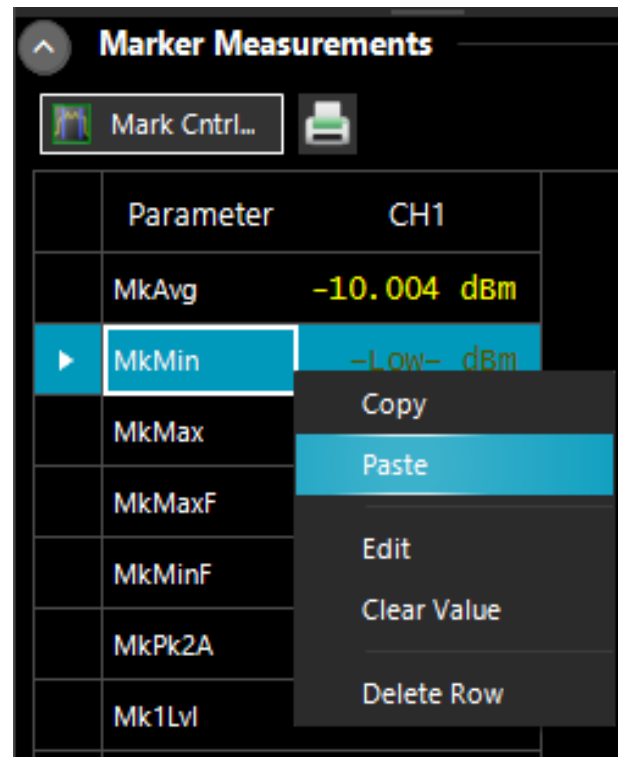 Marker Measurements
Mark Cntrl...
Parameter CH1
MkAvg -10.004 dBm
MkMin -Low- dBm
Copy
MkMax
Paste
MkMaxF
Edit
MkMinF
Clear Value
MkPk2A
Delete Row
Mk1Lvl